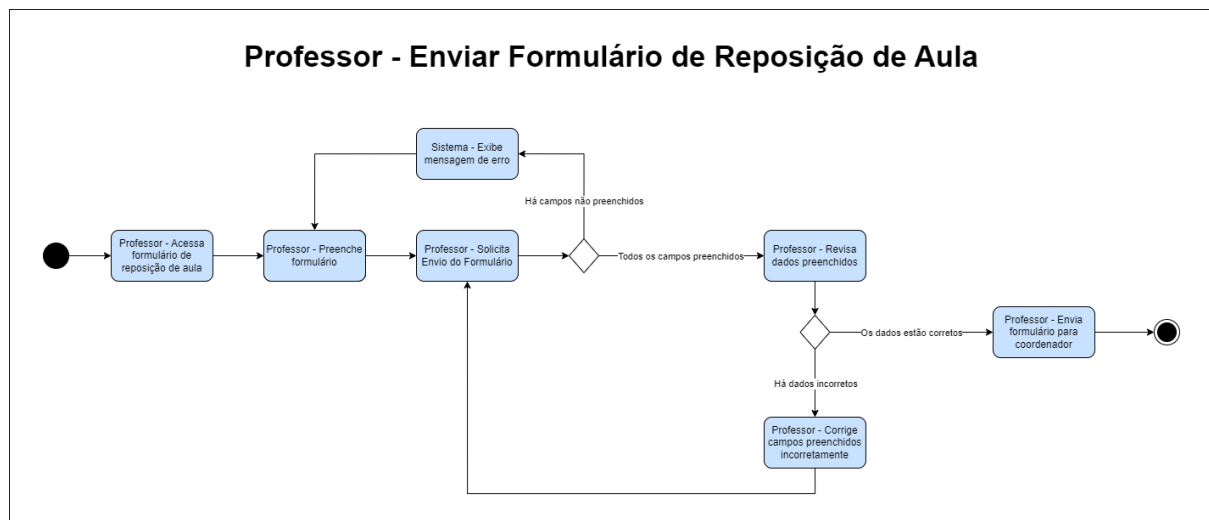 Professor - Enviar Formulário de Reposição de Aula
Sistema - Exibe
mensagem de erro
Há campos não preenchidos
Professor - Acessa
formulário de
reposição de aula
Professor - Preenche
formulário
Professor - Solicita
Envio do Formulário
Todos os campos preenchidos
Professor - Revisa
dados preenchidos
Os dados estão corretos
Professor - Envia
formulário para
coordenador
Há dados incorretos
Professor - Corrige
campos preenchidos
incorretamente